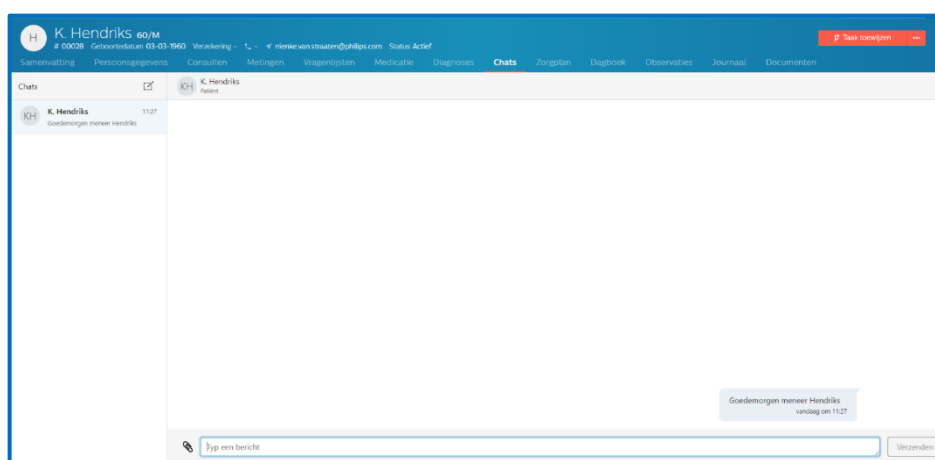 H
K. Hendriks 60/M
# 00028 Geboortedatum 03-03-1960 Verzekering - - nienke.van.straaten@philips.com Status Actief
Taak toewijzen ...
Samenvatting Persoonsgegevens Consulten Metingen Vragenlijsten Medicatie Diagnoses Chats Zorgplan Dagboek Observaties Journaal Documenten
Chats
KH K. Hendriks
Patiënt
KH K. Hendriks 11:27
Goedemorgen meneer Hendriks
Goedemorgen meneer Hendriks
vandaag om 11:27
Typ een bericht
Verzenden